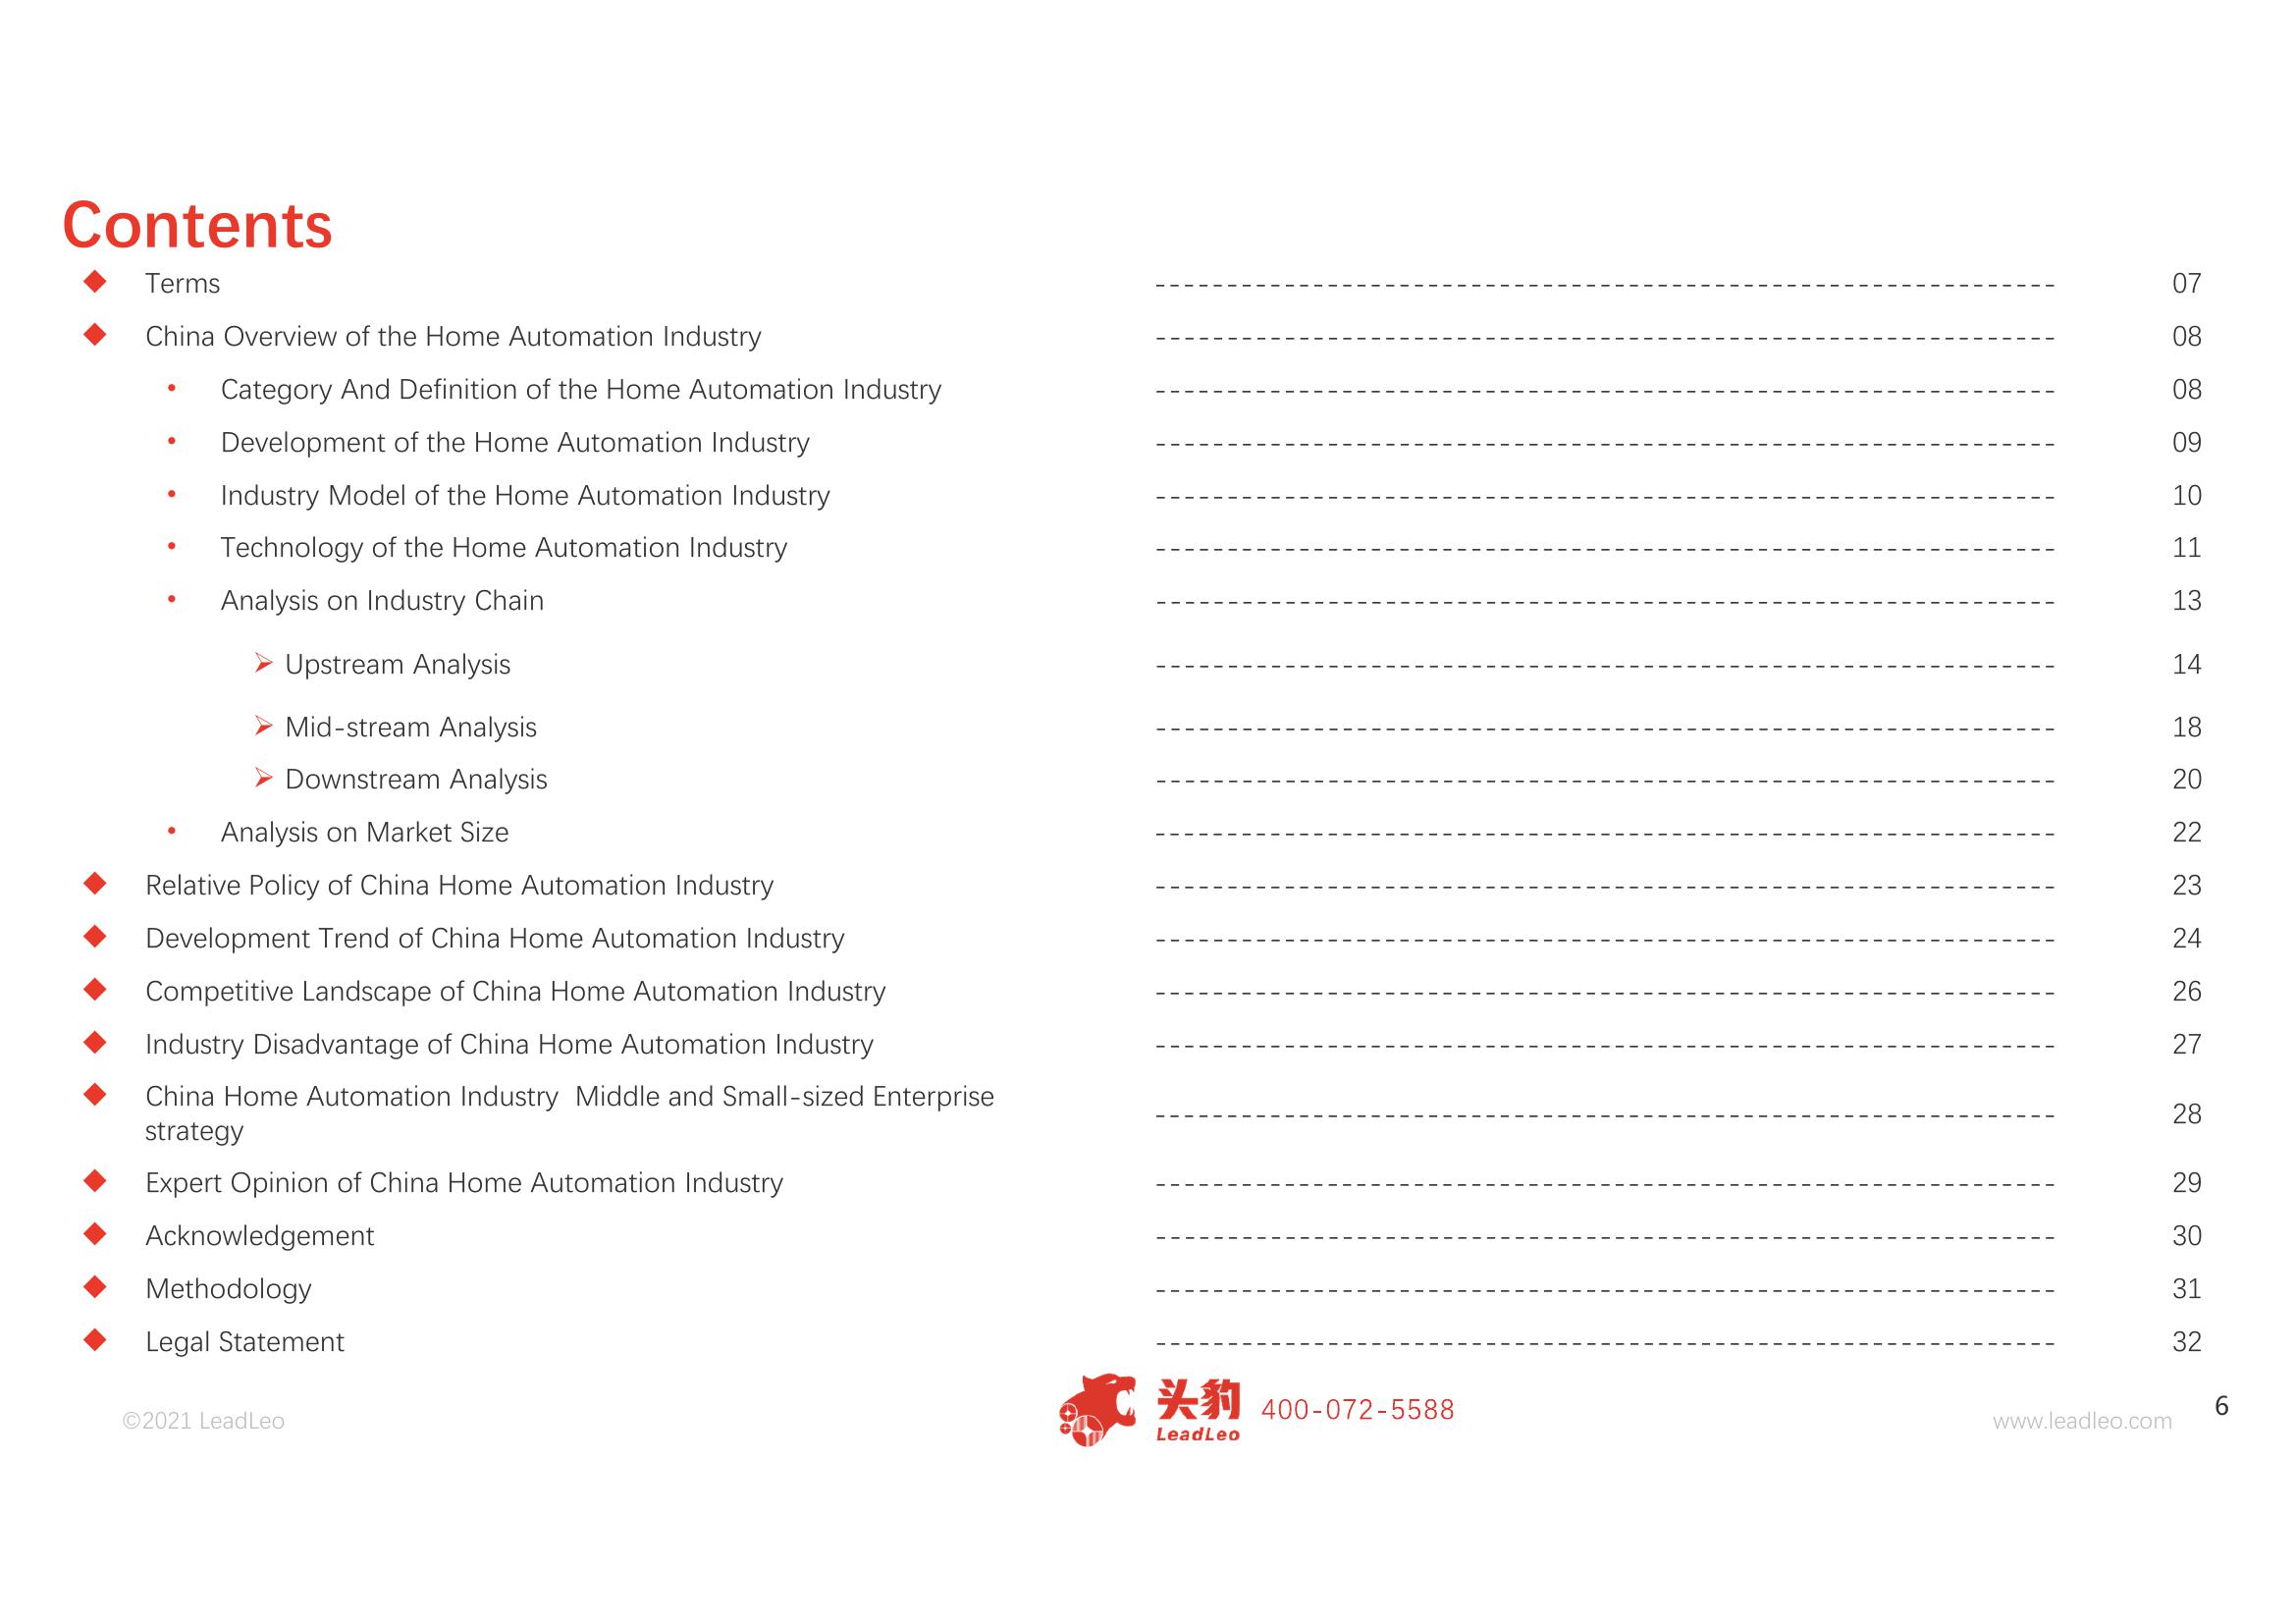 Contents
Terms 07
China Overview of the Home Automation Industry 08
Category And Definition of the Home Automation Industry 08
Development of the Home Automation Industry 09
Industry Model of the Home Automation Industry 10
Technology of the Home Automation Industry 11
Analysis on Industry Chain 13
Upstream Analysis 14
Mid-stream Analysis 18
Downstream Analysis 20
Analysis on Market Size 22
Relative Policy of China Home Automation Industry 23
Development Trend of China Home Automation Industry 24
Competitive Landscape of China Home Automation Industry 26
Industry Disadvantage of China Home Automation Industry 27
China Home Automation Industry  Middle and Small-sized Enterprise
strategy 28
Expert Opinion of China Home Automation Industry 29
Acknowledgement 30
Methodology 31
Legal Statement 32
©2021 LeadLeo
头豹
LeadLeo
400-072-5588
www.leadleo.com
6